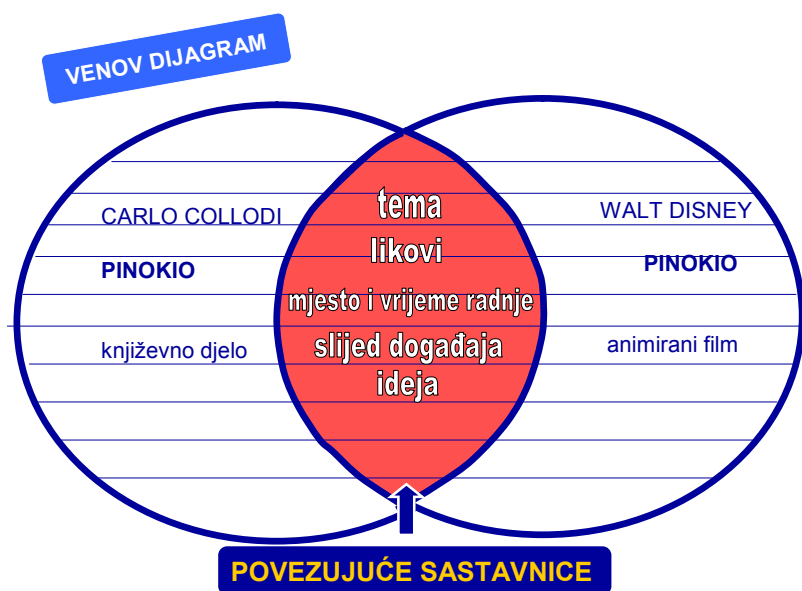 VENOV DIJAGRAM
CARLO COLLODI
PINOKIO
književno djelo
tema
likovi
mjesto i vrijeme radnje
slijed događaja
ideja
WALT DISNEY
PINOKIO
animirani film
POVEZUJUĆE SASTAVNICE